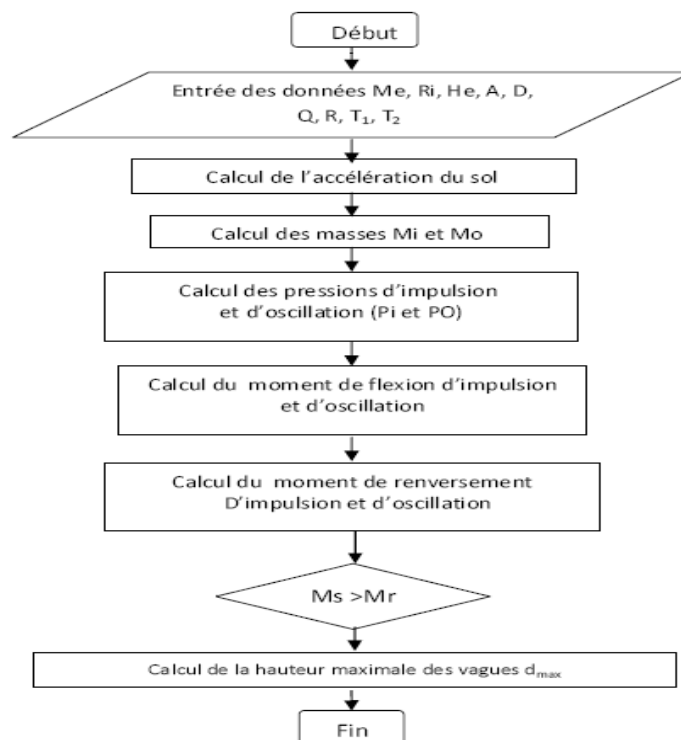 Début
Entrée des données Me, Ri, He, A, D,
Q, R, T₁, T₂
Calcul de l'accélération du sol
Calcul des masses Mi et Mo
Calcul des pressions d'impulsion
et d'oscillation (Pi et PO)
Calcul du moment de flexion d'impulsion
et d'oscillation
Calcul du moment de renversement
D'impulsion et d'oscillation
Ms >Mr
Calcul de la hauteur maximale des vagues dₘₐₓ
Fin